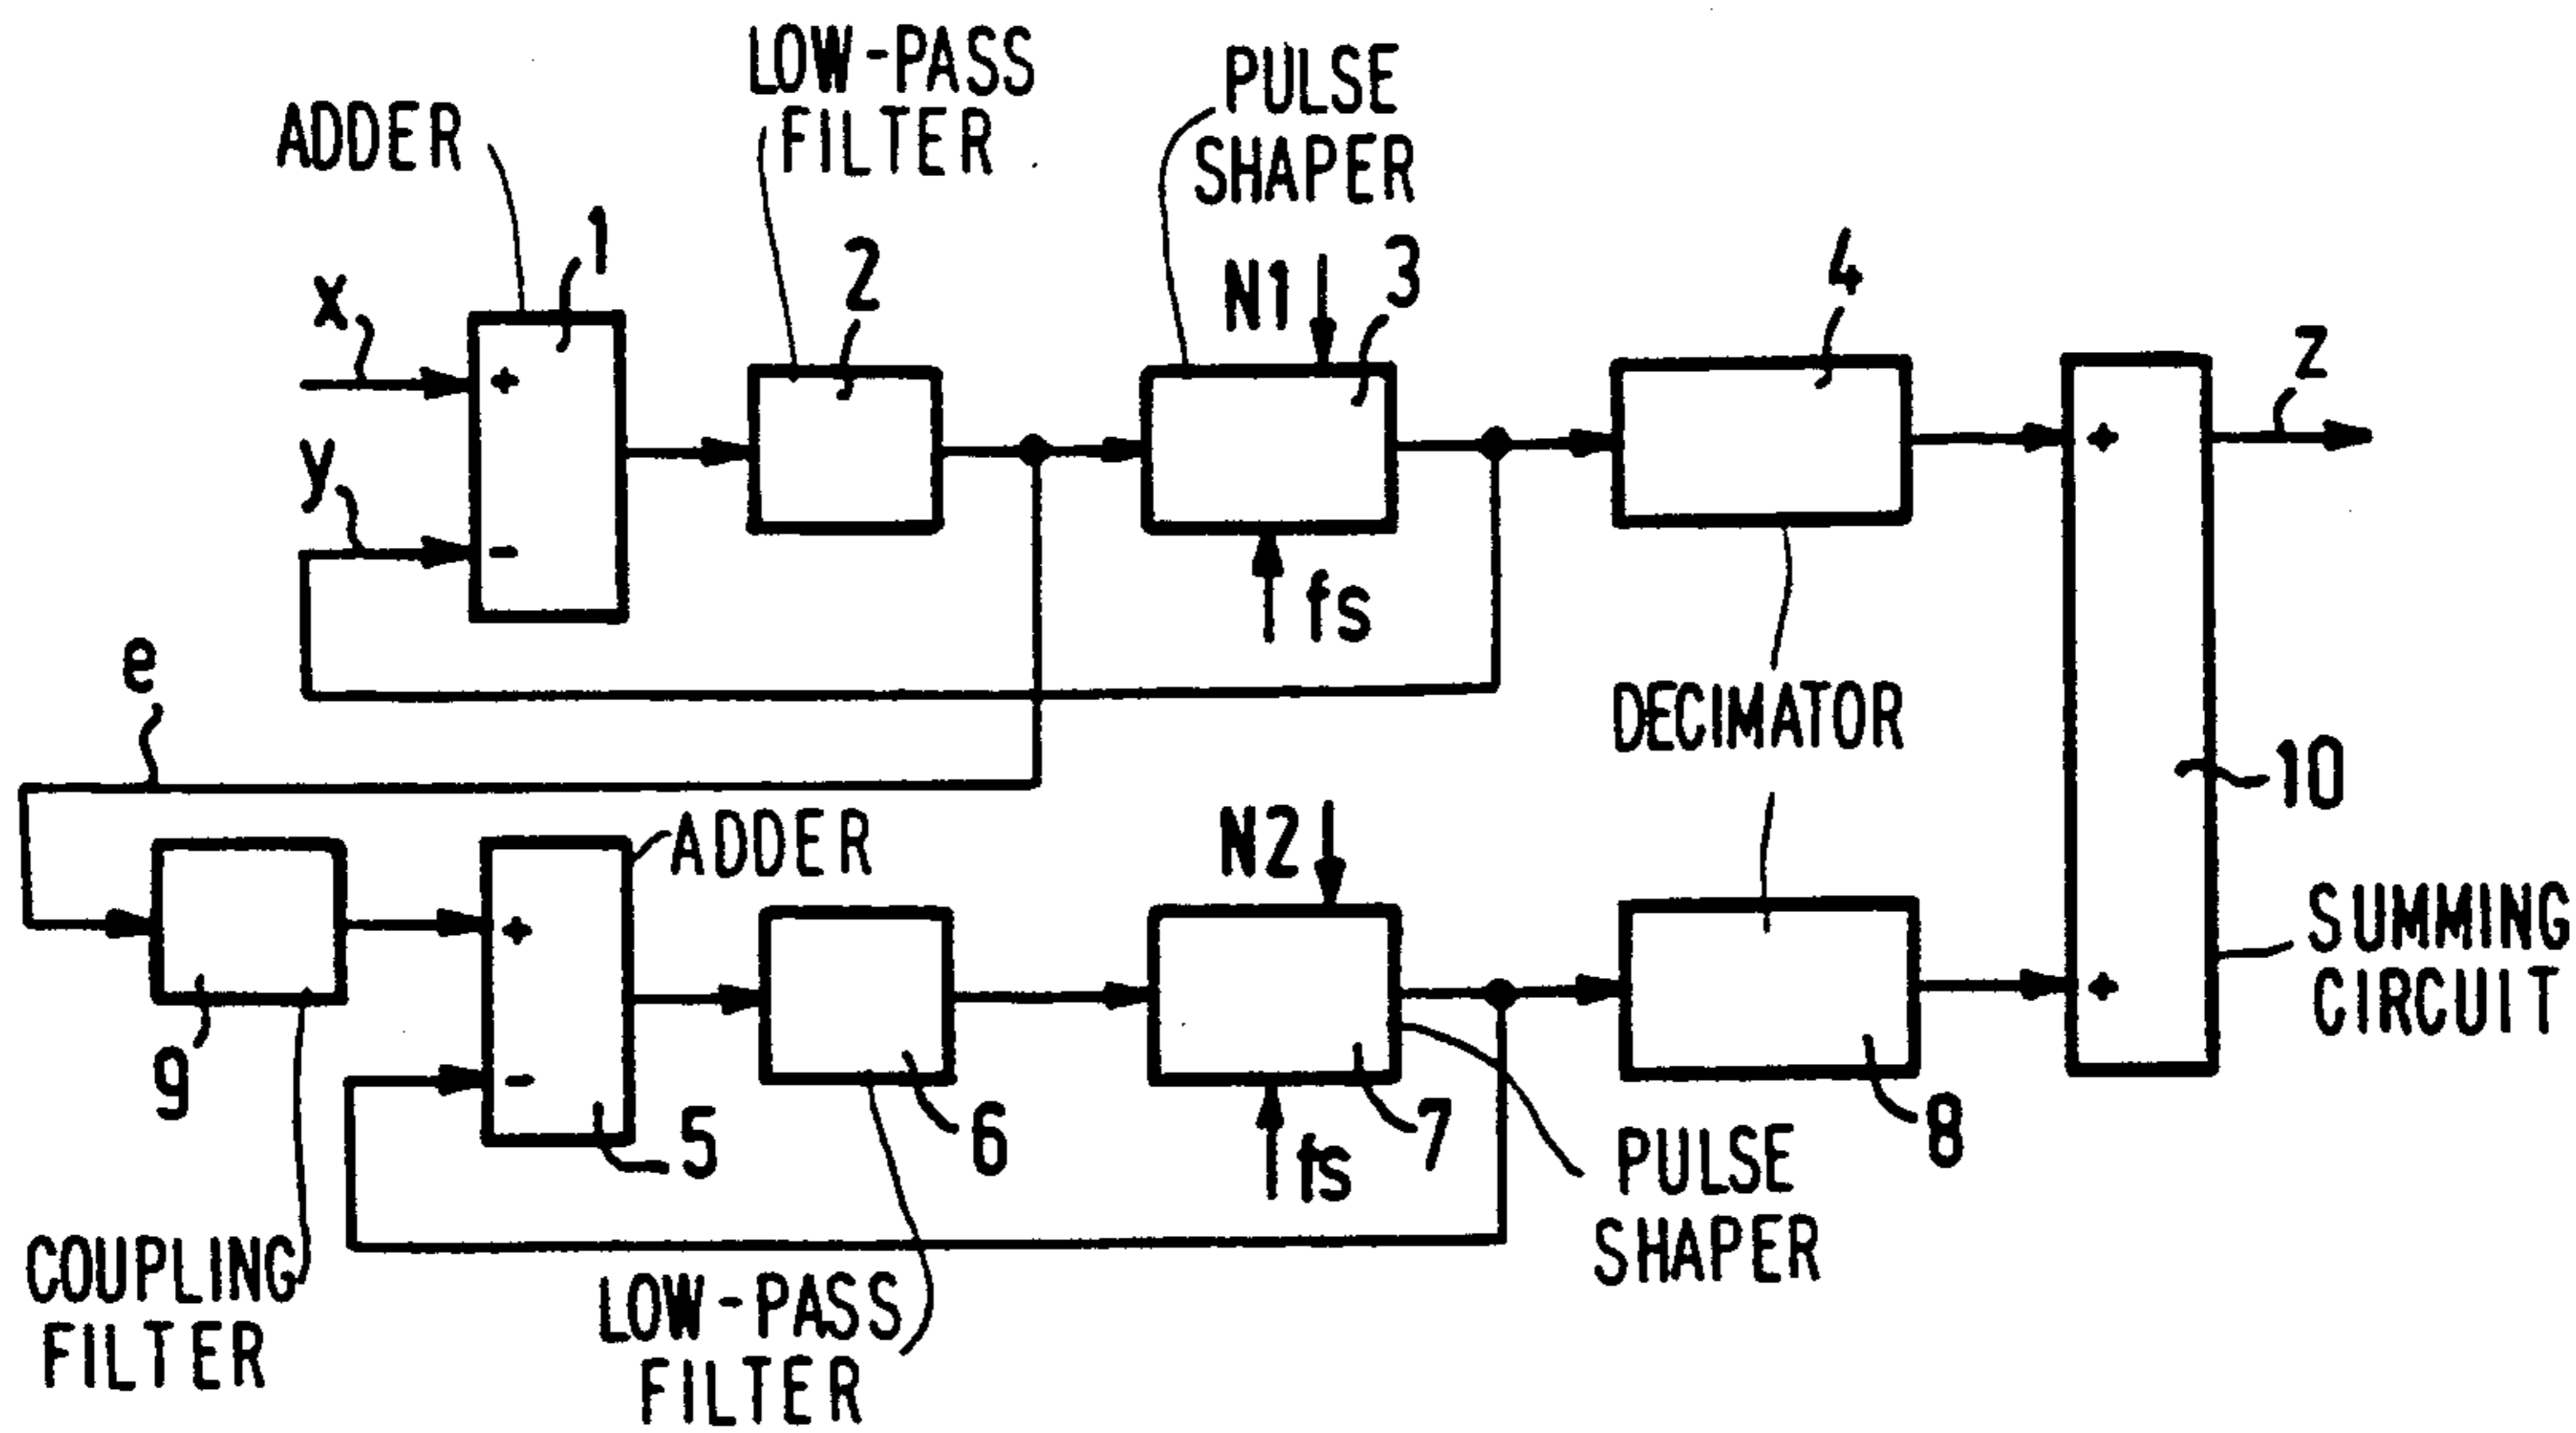 LOW-PASS
FILTER
PULSE
SHAPER
ADDER
1
2
N1
3
4
x
+
y
-
fs
+
z
e
DECIMATOR
10
ADDER
N2
+
-
9
5
6
fs
7
8
+
SUMMING
CIRCUIT
PULSE
SHAPER
COUPLING
FILTER
LOW-PASS
FILTER